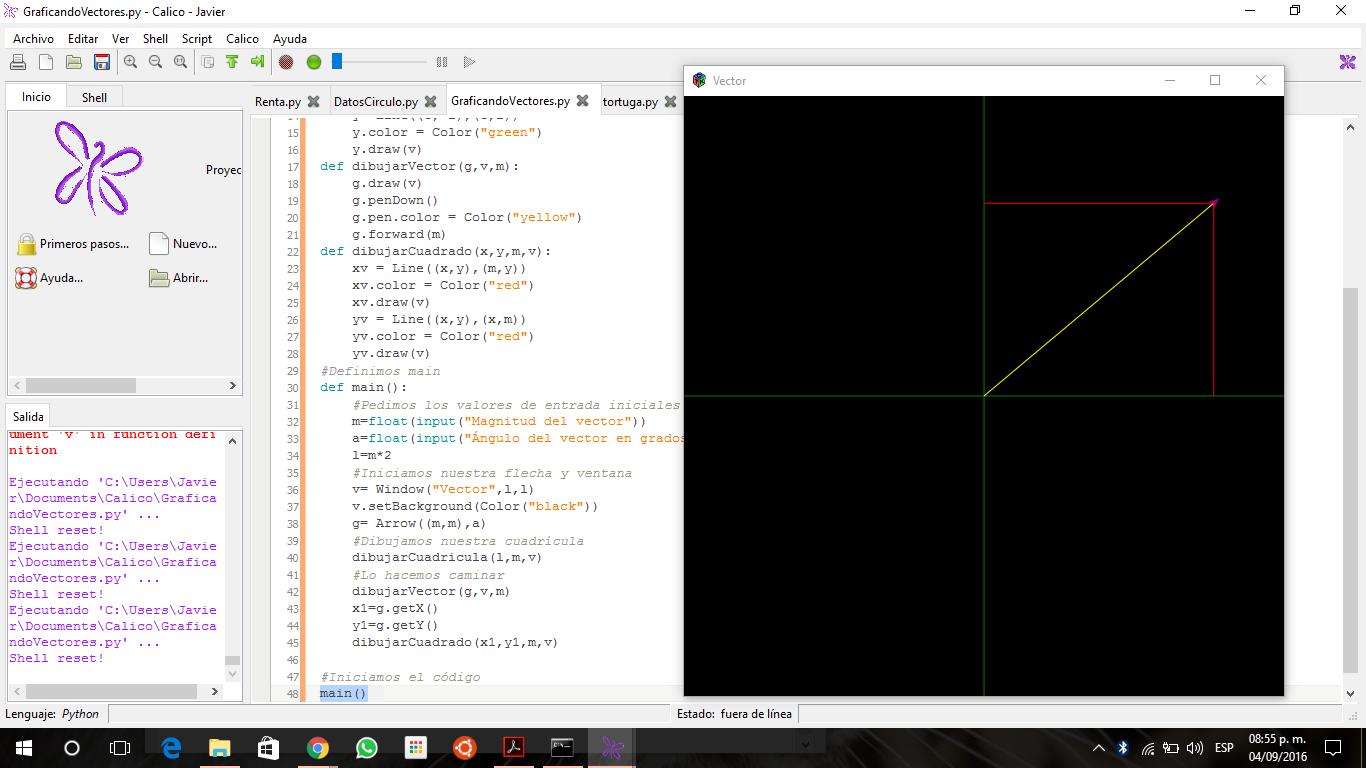 GraficandoVectores.py - Calico - Javier
Archivo Editar Ver Shell Script Calico Ayuda
Inicio Shell
Proyec
Primeros pasos... Nuevo...
Ayuda... Abrir...
Salida
ument 'v' in function defi
nition
Ejecutando 'C:\Users\Javie
r\Documents\Calico\Grafica
ndoVectores.py' ...
Shell reset!
Ejecutando 'C:\Users\Javie
r\Documents\Calico\Grafica
ndoVectores.py' ...
Shell reset!
Ejecutando 'C:\Users\Javie
r\Documents\Calico\Grafica
ndoVectores.py' ...
Shell reset!
Renta.py DatosCirculo.py GraficandoVectores.py tortuga.py
15 y.color = Color("green")
16 y.draw(v)
17 def dibujarVector(g,v,m):
18 g.draw(v)
19 g.penDown()
20 g.pen.color = Color("yellow")
21 g.forward(m)
22 def dibujarCuadrado(x,y,m,v):
23 xv = Line((x,y),(m,y))
24 xv.color = Color("red")
25 xv.draw(v)
26 yv = Line((x,y),(x,m))
27 yv.color = Color("red")
28 yv.draw(v)
29 #Definimos main
30 def main():
31 #Pedimos los valores de entrada iniciales
32 m=float(input("Magnitud del vector"))
33 a=float(input("Ángulo del vector en grados
34 l=m*2
35 #Iniciamos nuestra flecha y ventana
36 v= Window("Vector",l,l)
37 v.setBackground(Color("black"))
38 g= Arrow((m,m),a)
39 #Dibujamos nuestra cuadrícula
40 dibujarCuadricula(l,m,v)
41 #Lo hacemos caminar
42 dibujarVector(g,v,m)
43 x1=g.getX()
44 y1=g.getY()
45 dibujarCuadrado(x1,y1,m,v)
46
47 #Iniciamos el código
48 main()
Vector
Lenguaje: Python
Estado: fuera de línea
ESP
08:55 p. m.
04/09/2016